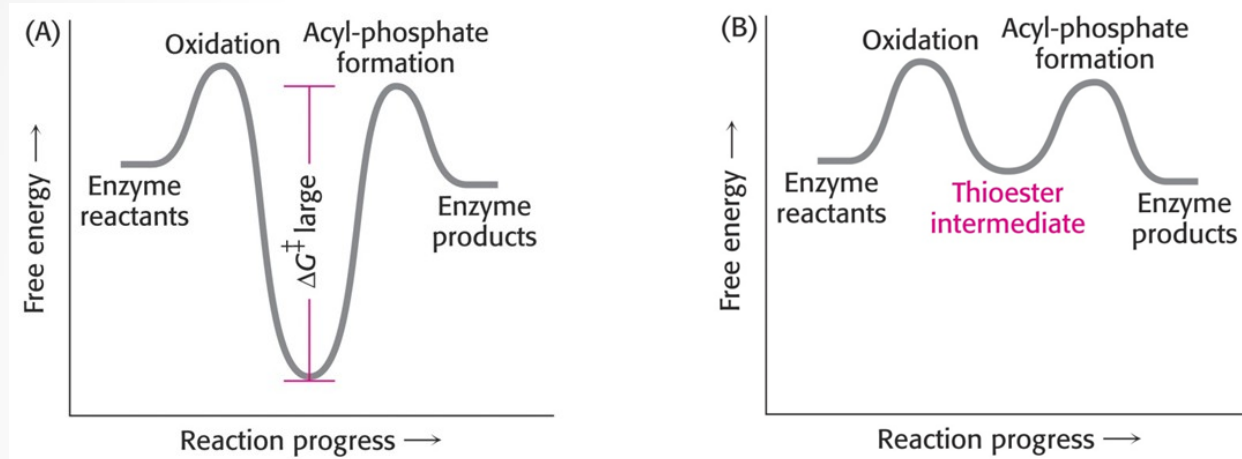 (A)
Oxidation
Acyl-phosphate
formation
Free energy →
Enzyme
reactants
ΔG‡ large
Enzyme
products
Reaction progress →
(B)
Oxidation
Acyl-phosphate
formation
Free energy →
Enzyme
reactants
Thioester
intermediate
Enzyme
products
Reaction progress →